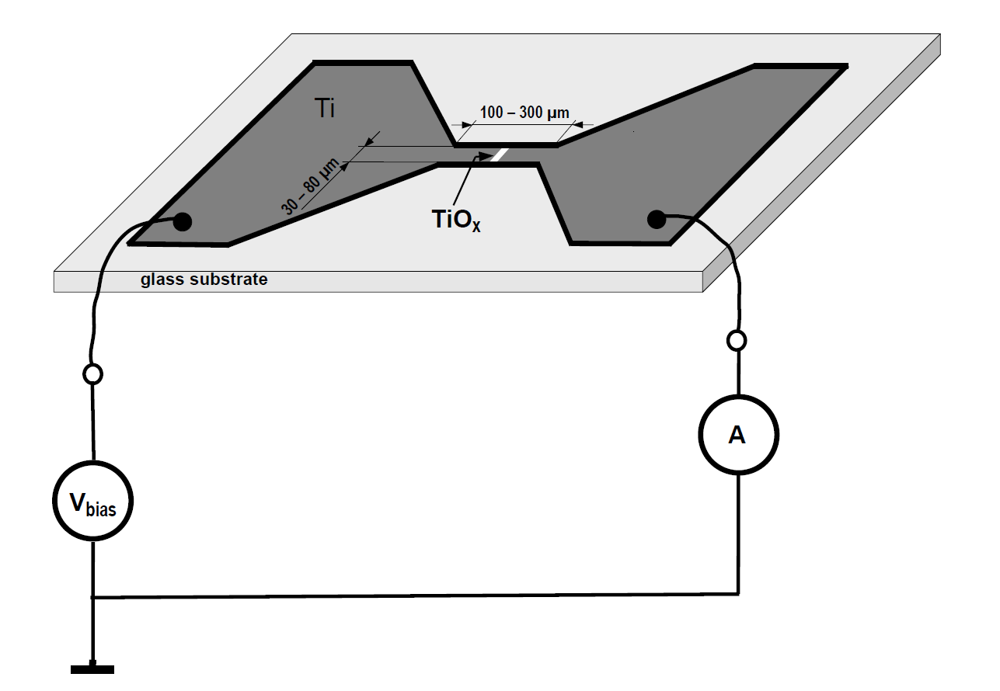 Ti
100 – 300 µm
30 – 80 µm
TiOx
glass substrate
A
Vbias